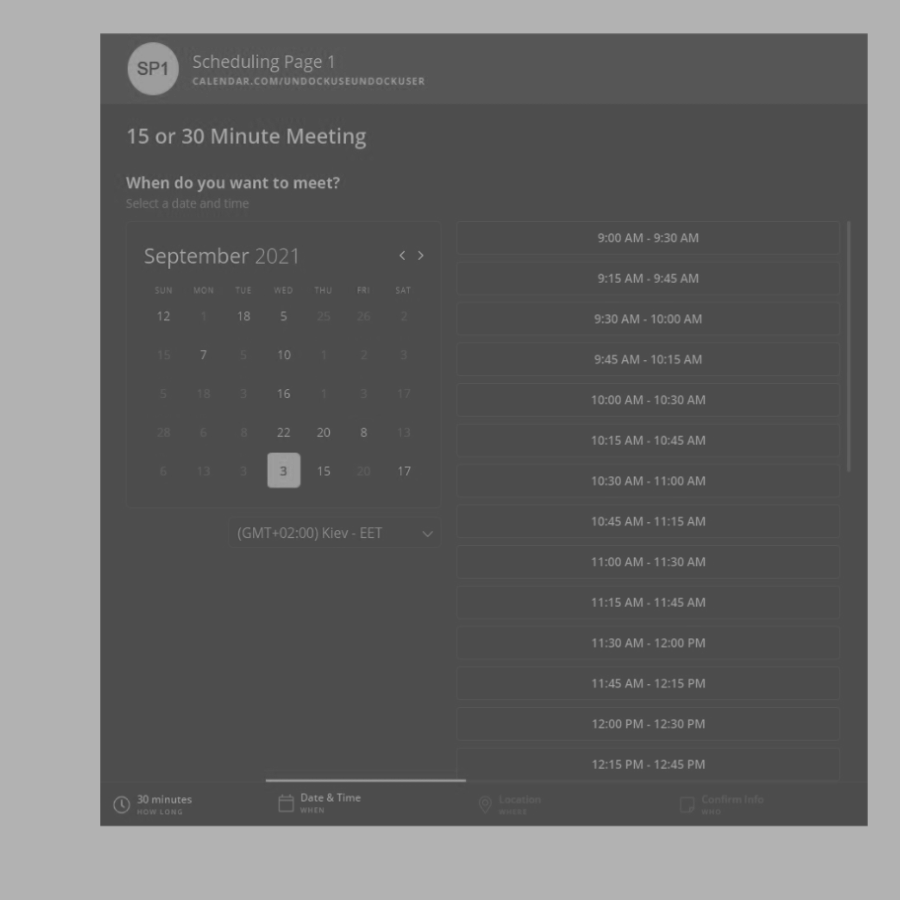 SP1
Scheduling Page 1
CALENDAR.COM/UNDOCKUSEUNDOCKUSER
15 or 30 Minute Meeting
When do you want to meet?
Select a date and time
September 2021
SUN MON TUE WED THU FRI SAT
12 1 18 5 25 26 2
15 7 5 10 1 2 3
5 18 3 16 1 3 17
28 6 8 22 20 8 13
6 13 3 3 15 20 17
(GMT+02:00) Kiev - EET
9:00 AM - 9:30 AM
9:15 AM - 9:45 AM
9:30 AM - 10:00 AM
9:45 AM - 10:15 AM
10:00 AM - 10:30 AM
10:15 AM - 10:45 AM
10:30 AM - 11:00 AM
10:45 AM - 11:15 AM
11:00 AM - 11:30 AM
11:15 AM - 11:45 AM
11:30 AM - 12:00 PM
11:45 AM - 12:15 PM
12:00 PM - 12:30 PM
12:15 PM - 12:45 PM
30 minutes
HOW LONG
Date & Time
WHEN
Location
WHERE
Confirm Info
WHO